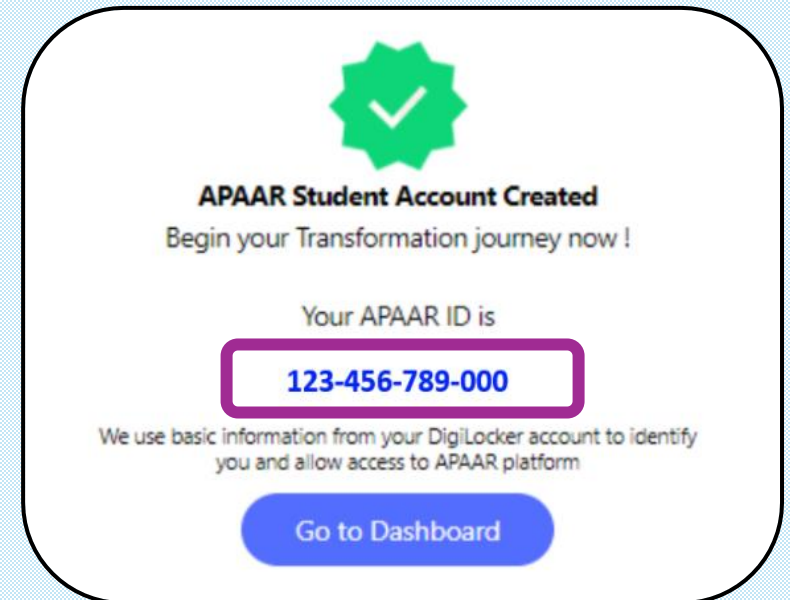 APAAR Student Account Created
Begin your Transformation journey now !
Your APAAR ID is
123-456-789-000
We use basic information from your DigiLocker account to identify
you and allow access to APAAR platform
Go to Dashboard